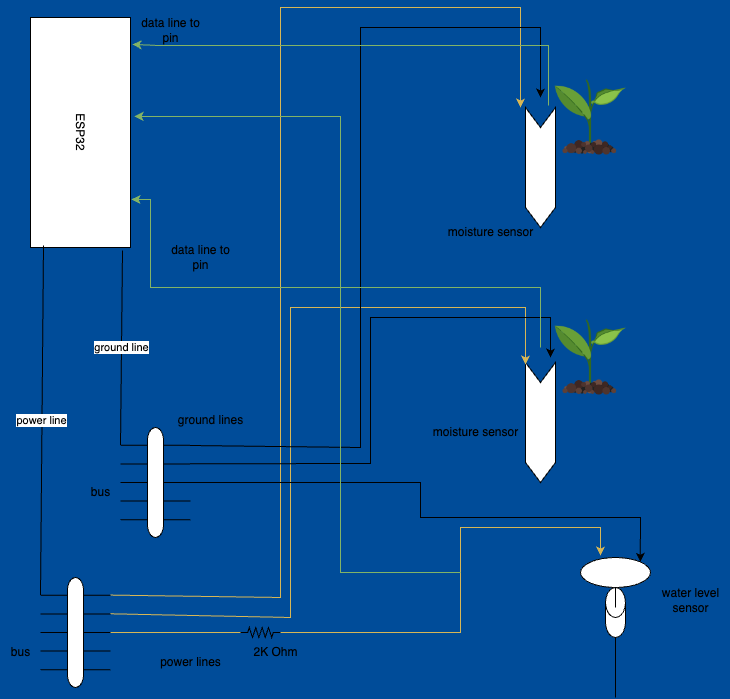 data line to
pin
ESP32
moisture sensor
data line to
pin
ground line
power line
ground lines
moisture sensor
bus
water level
sensor
bus
power lines
2K Ohm